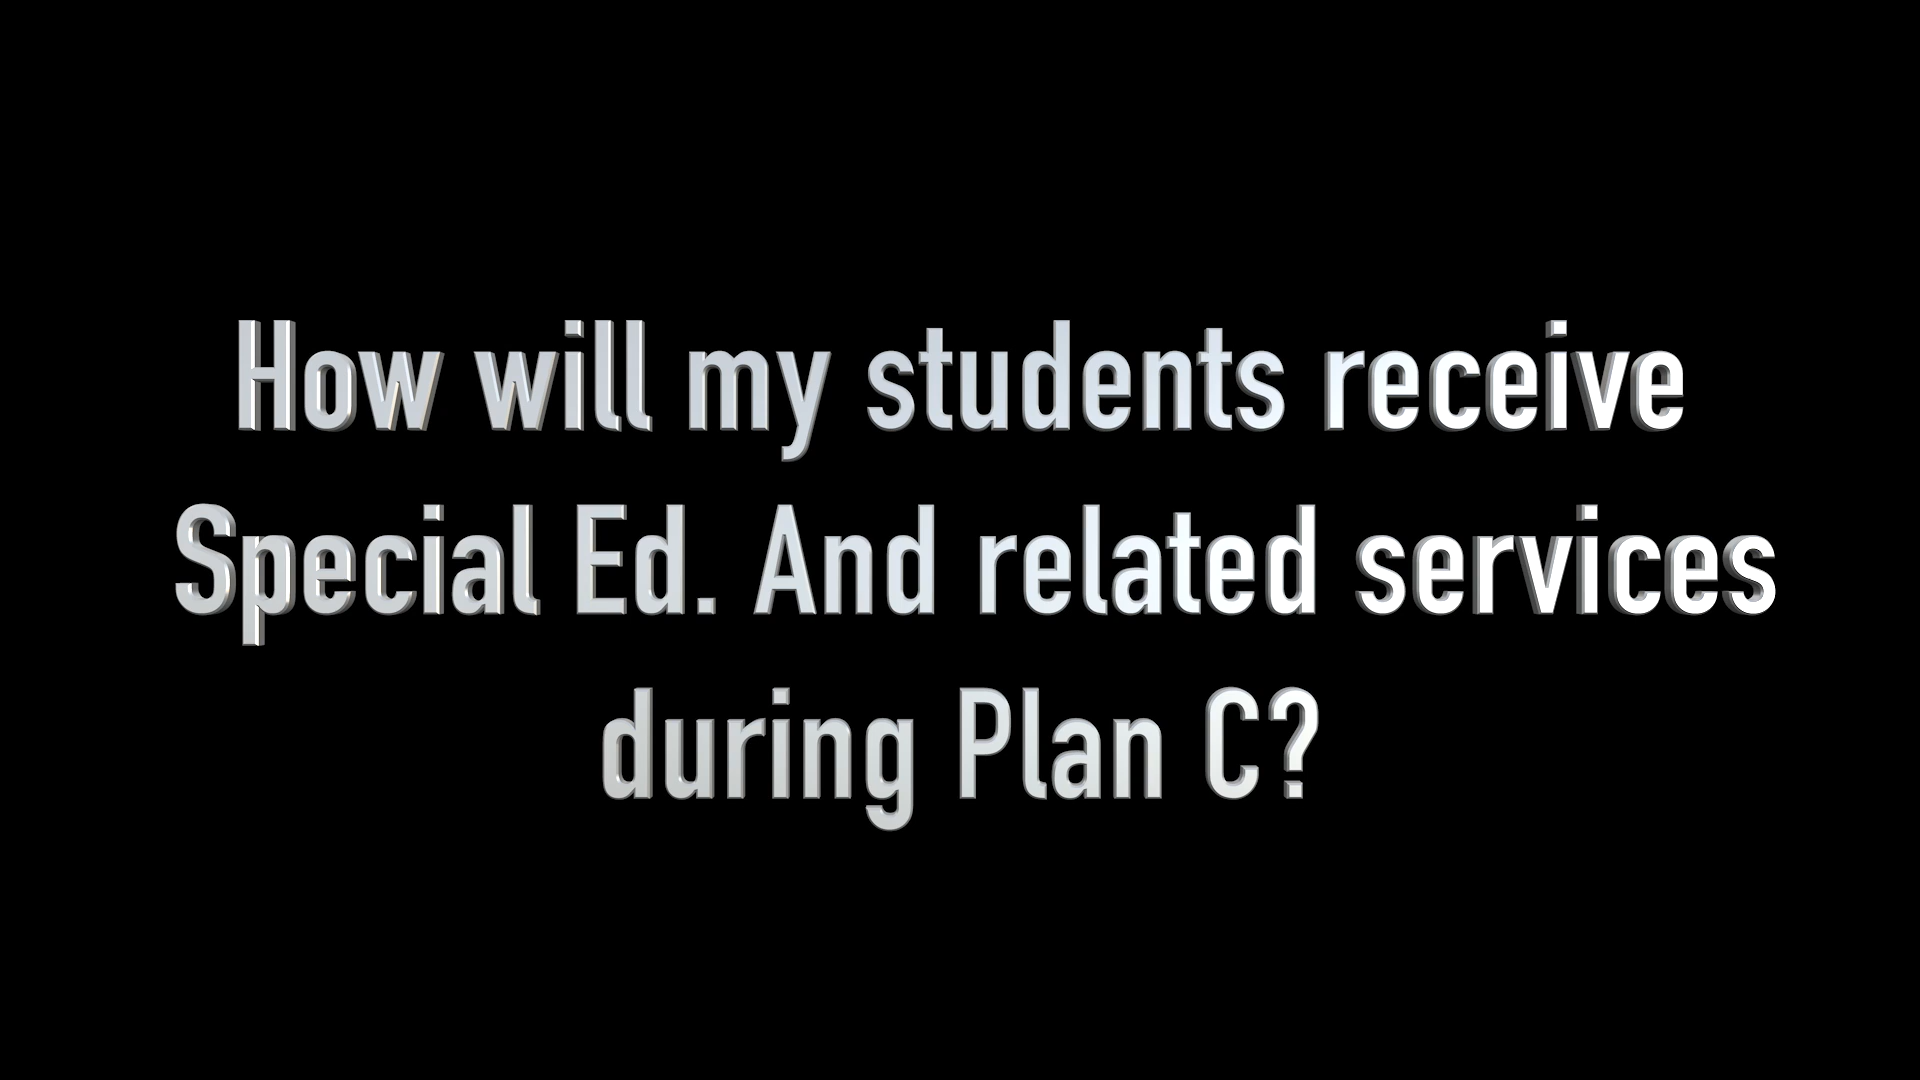 How will my students receive
Special Ed. And related services
during Plan C?